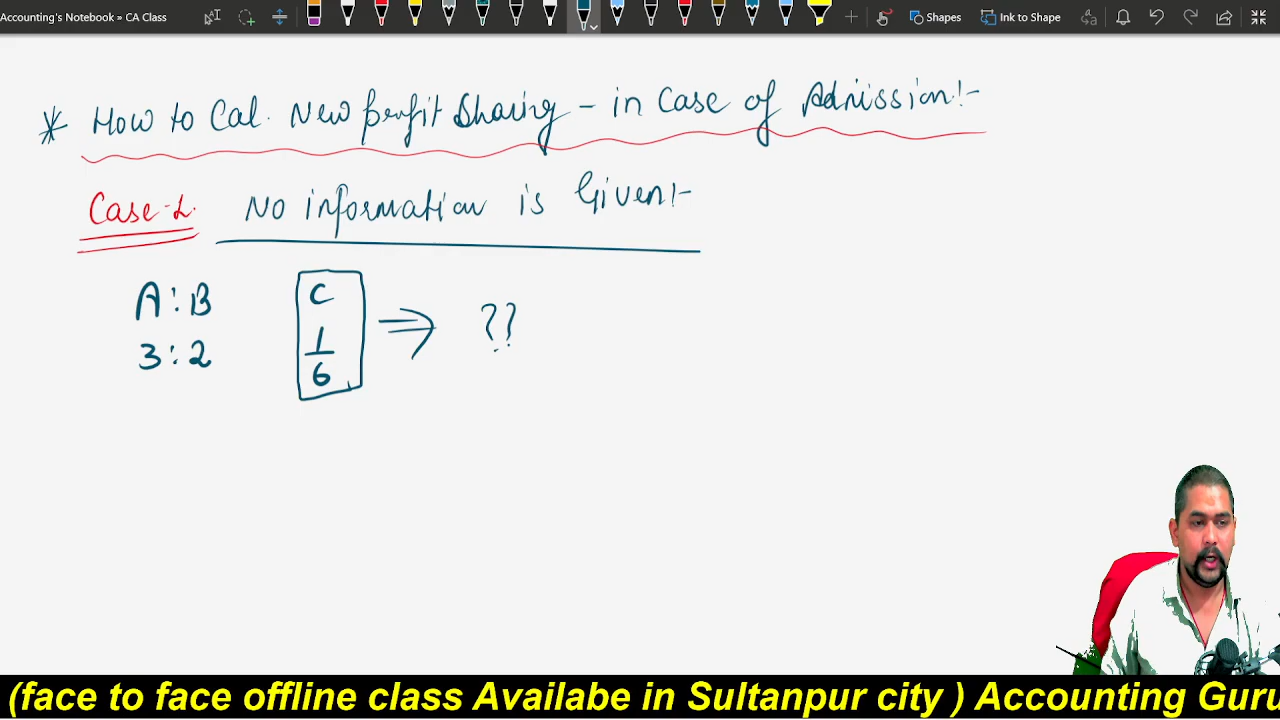 Accounting's Notebook » CA Class
Shapes
Ink to Shape
* How to Cal. New profit Sharing - in Case of Admission:-
Case-1. No information is Given:-
A : B C ⇒ ??
3 : 2 1/6
(face to face offline class Availabe in Sultanpur city ) Accounting Guru